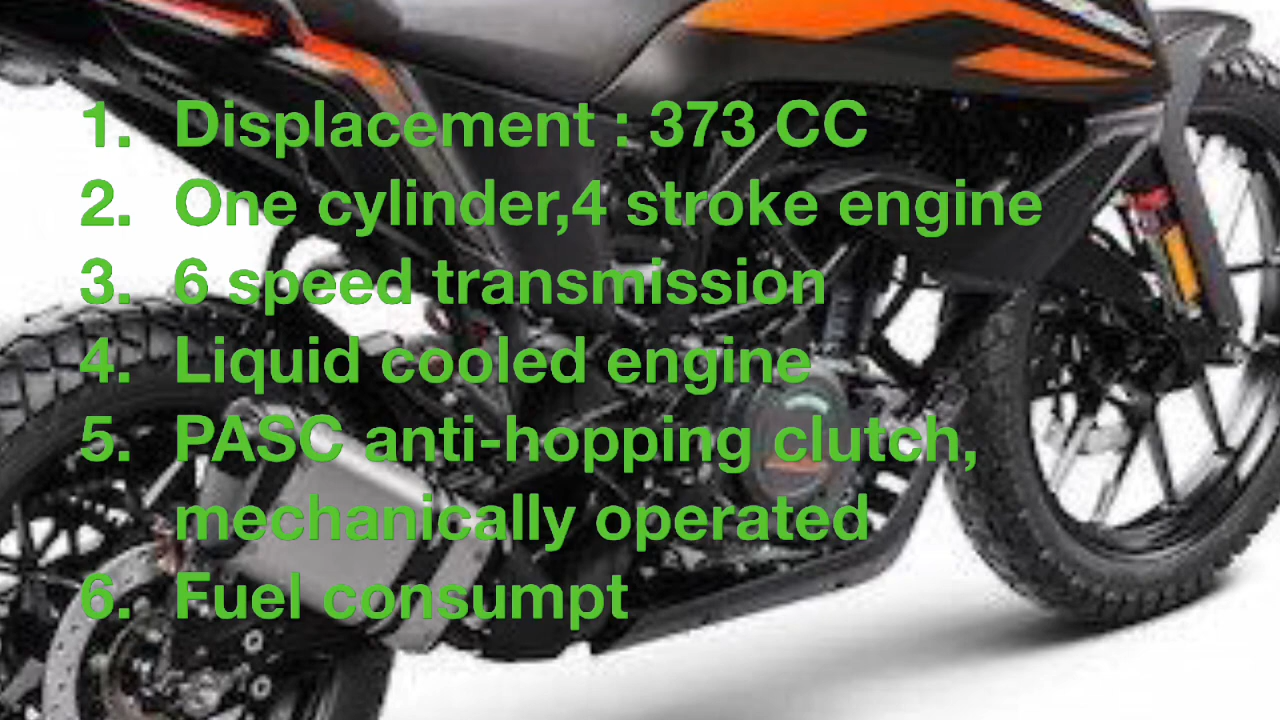 1. Displacement : 373 CC
2. One cylinder,4 stroke engine
3. 6 speed transmission
4. Liquid cooled engine
5. PASC anti-hopping clutch,
mechanically operated
6. Fuel consumpt